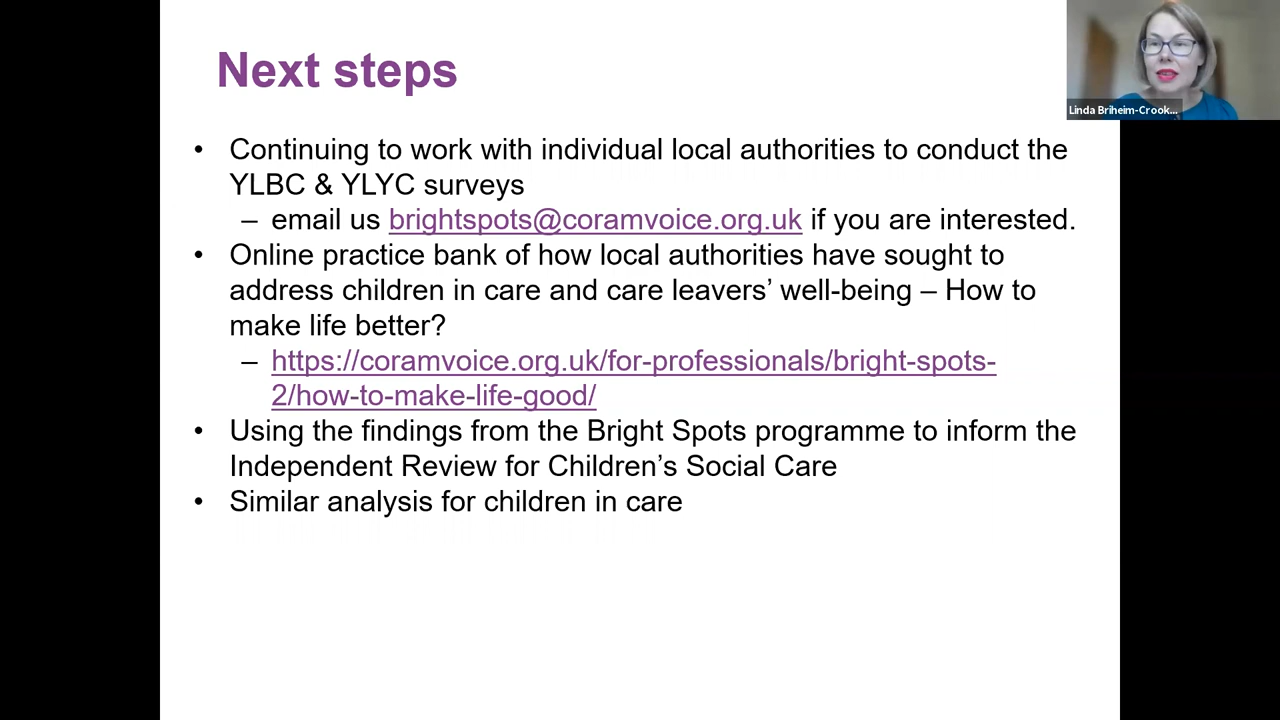 Next steps
Linda Briheim-Crook...
• Continuing to work with individual local authorities to conduct the
YLBC & YLYC surveys
– email us brightspots@coramvoice.org.uk if you are interested.
• Online practice bank of how local authorities have sought to
address children in care and care leavers’ well-being – How to
make life better?
– https://coramvoice.org.uk/for-professionals/bright-spots-
2/how-to-make-life-good/
• Using the findings from the Bright Spots programme to inform the
Independent Review for Children’s Social Care
• Similar analysis for children in care